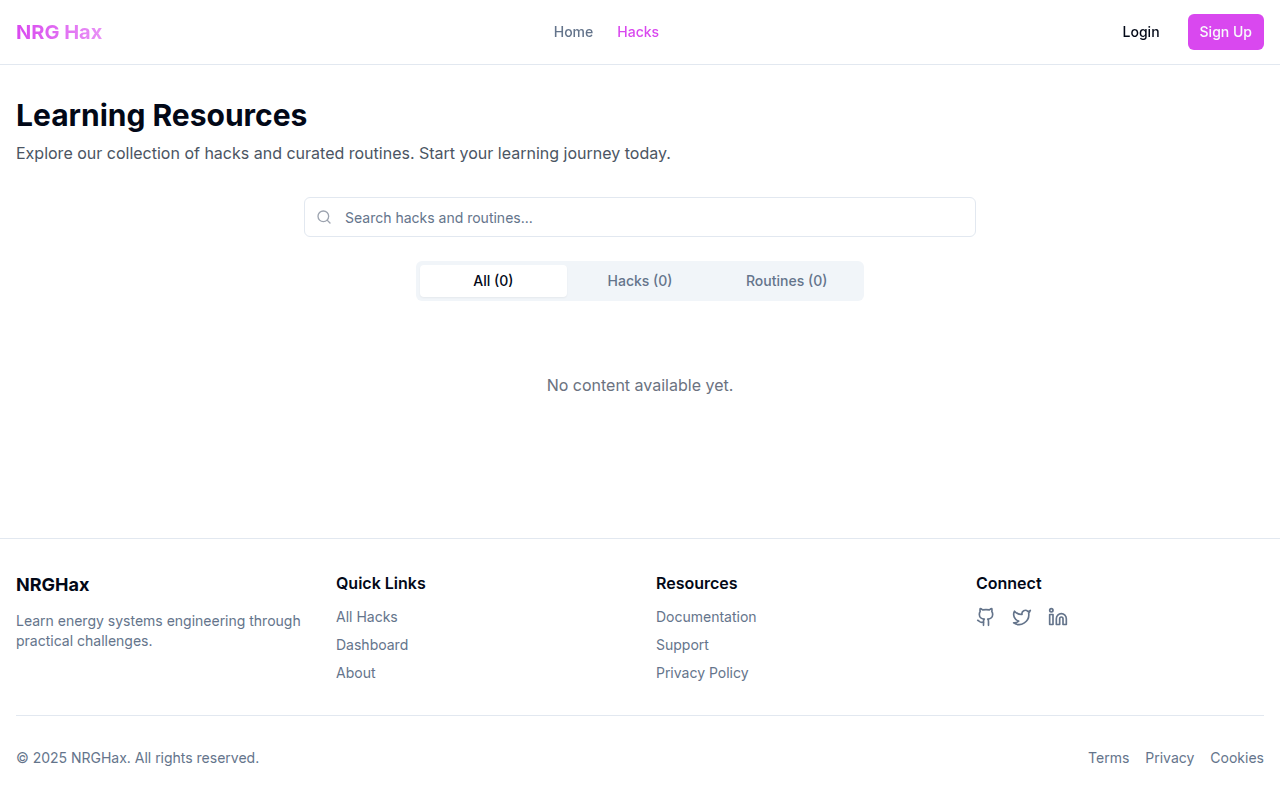 NRG Hax
Home
Hacks
Login
Sign Up
Learning Resources
Explore our collection of hacks and curated routines. Start your learning journey today.
Search hacks and routines...
All (0)
Hacks (0)
Routines (0)
No content available yet.
NRGHax
Learn energy systems engineering through
practical challenges.
Quick Links
All Hacks
Dashboard
About
Resources
Documentation
Support
Privacy Policy
Connect
© 2025 NRGHax. All rights reserved.
Terms
Privacy
Cookies